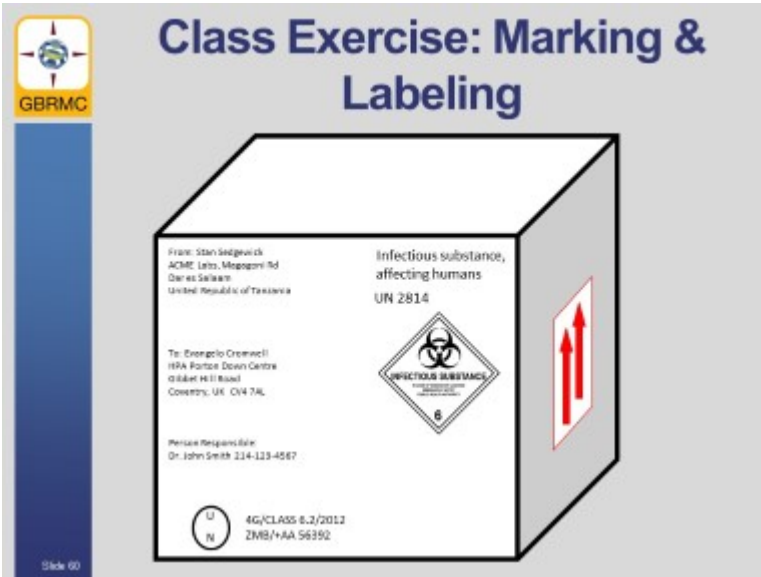 Class Exercise: Marking &
Labeling
GBRMC
From: Stan Sedgewick
ACME Labs, Magogoni Rd
Dar es Salaam
United Republic of Tanzania
Infectious substance,
affecting humans
UN 2814
To: Evangelo Cromwell
HPA Porton Down Centre
Gibbet Hill Road
Coventry, UK CV4 7AL
INFECTIOUS SUBSTANCE
6
Person Responsible:
Dr. John Smith 214-123-4567
U
N
4G/CLASS 6.2/2012
ZMB/+AA 56392
Slide 60